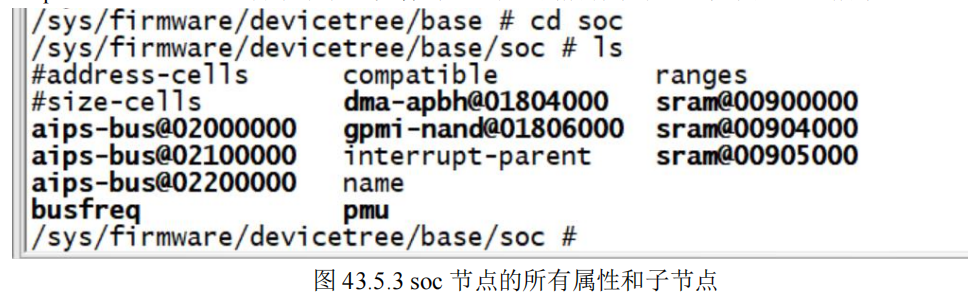 /sys/firmware/devicetree/base # cd soc
/sys/firmware/devicetree/base/soc # ls
#address-cells compatible ranges
#size-cells dma-apbh@01804000 sram@00900000
aips-bus@02000000 gpmi-nand@01806000 sram@00904000
aips-bus@02100000 interrupt-parent sram@00905000
aips-bus@02200000 name
busfreq pmu
/sys/firmware/devicetree/base/soc #
图 43.5.3 soc 节点的所有属性和子节点